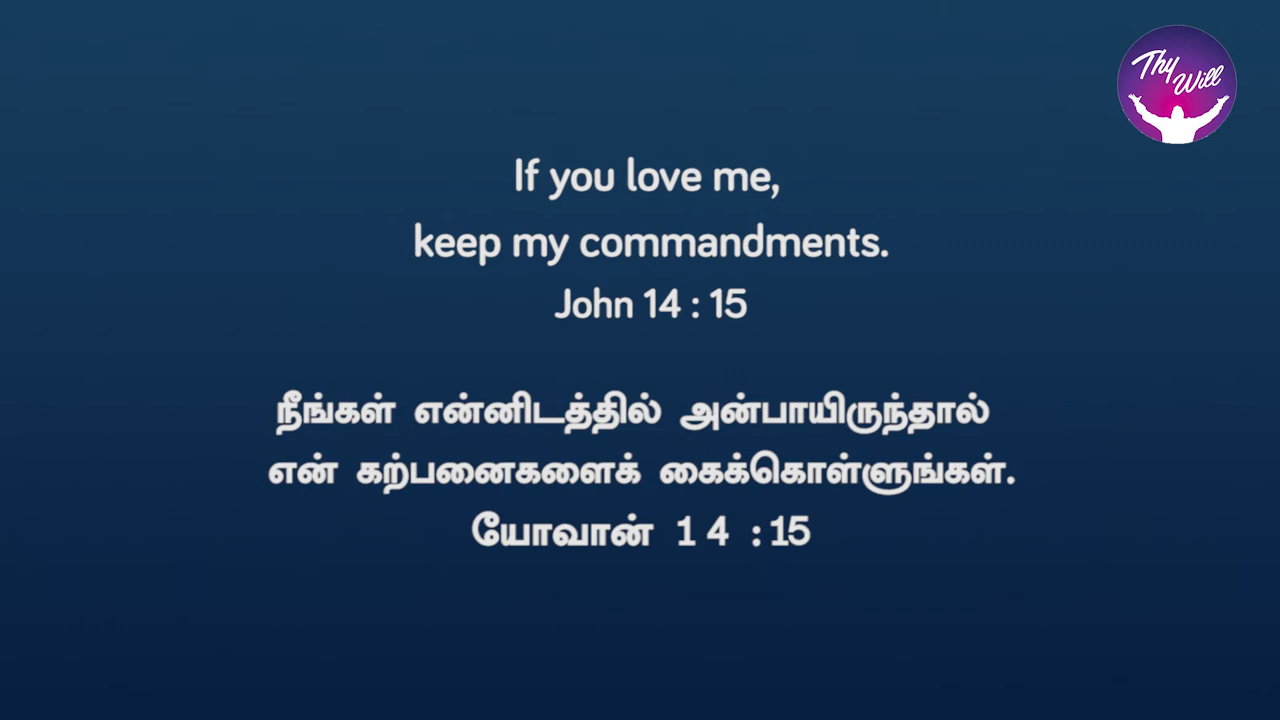 Thy
Will
If you love me,
keep my commandments.
John 14 : 15
நீங்கள் என்னிடத்தில் அன்பாயிருந்தால்
என் கற்பனைகளைக் கைக்கொள்ளுங்கள்.
யோவான் 1 4 :15